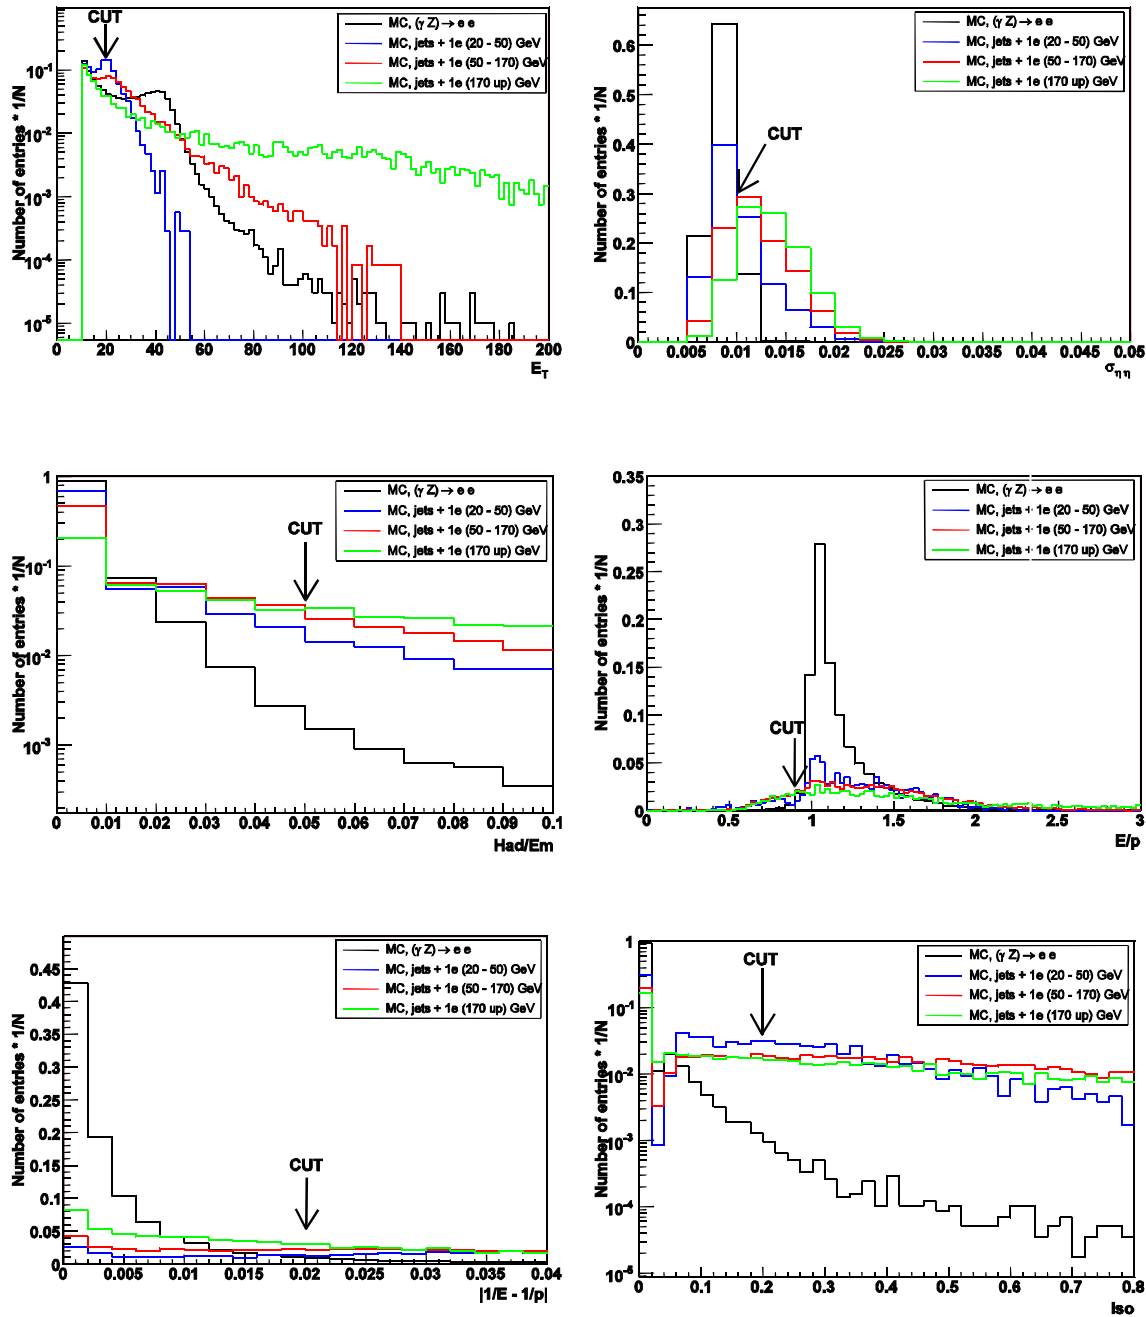 CUT
MC, (γ Z) → e e
MC, jets + 1e (20 - 50) GeV
MC, jets + 1e (50 - 170) GeV
MC, jets + 1e (170 up) GeV
Number of entries * 1/N
10⁻¹
10⁻²
10⁻³
10⁻⁴
10⁻⁵
0 20 40 60 80 100 120 140 160 180 200
E_T
MC, (γ Z) → e e
MC, jets + 1e (20 - 50) GeV
MC, jets + 1e (50 - 170) GeV
MC, jets + 1e (170 up) GeV
CUT
Number of entries * 1/N
0.6
0.5
0.4
0.3
0.2
0.1
0
0 0.005 0.01 0.015 0.02 0.025 0.03 0.035 0.04 0.045 0.05
σ_ηη
MC, (γ Z) → e e
MC, jets + 1e (20 - 50) GeV
MC, jets + 1e (50 - 170) GeV
MC, jets + 1e (170 up) GeV
CUT
Number of entries * 1/N
1
10⁻¹
10⁻²
10⁻³
0 0.01 0.02 0.03 0.04 0.05 0.06 0.07 0.08 0.09 0.1
Had/Em
MC, (γ Z) → e e
MC, jets + 1e (20 - 50) GeV
MC, jets + 1e (50 - 170) GeV
MC, jets + 1e (170 up) GeV
CUT
Number of entries * 1/N
0.35
0.3
0.25
0.2
0.15
0.1
0.05
0
0 0.5 1 1.5 2 2.5 3
E/p
MC, (γ Z) → e e
MC, jets + 1e (20 - 50) GeV
MC, jets + 1e (50 - 170) GeV
MC, jets + 1e (170 up) GeV
CUT
Number of entries * 1/N
0.45
0.4
0.35
0.3
0.25
0.2
0.15
0.1
0.05
0
0 0.005 0.01 0.015 0.02 0.025 0.03 0.035 0.04
|1/E - 1/p|
MC, (γ Z) → e e
MC, jets + 1e (20 - 50) GeV
MC, jets + 1e (50 - 170) GeV
MC, jets + 1e (170 up) GeV
CUT
Number of entries * 1/N
1
10⁻¹
10⁻²
10⁻³
10⁻⁴
10⁻⁵
0 0.1 0.2 0.3 0.4 0.5 0.6 0.7 0.8
Iso